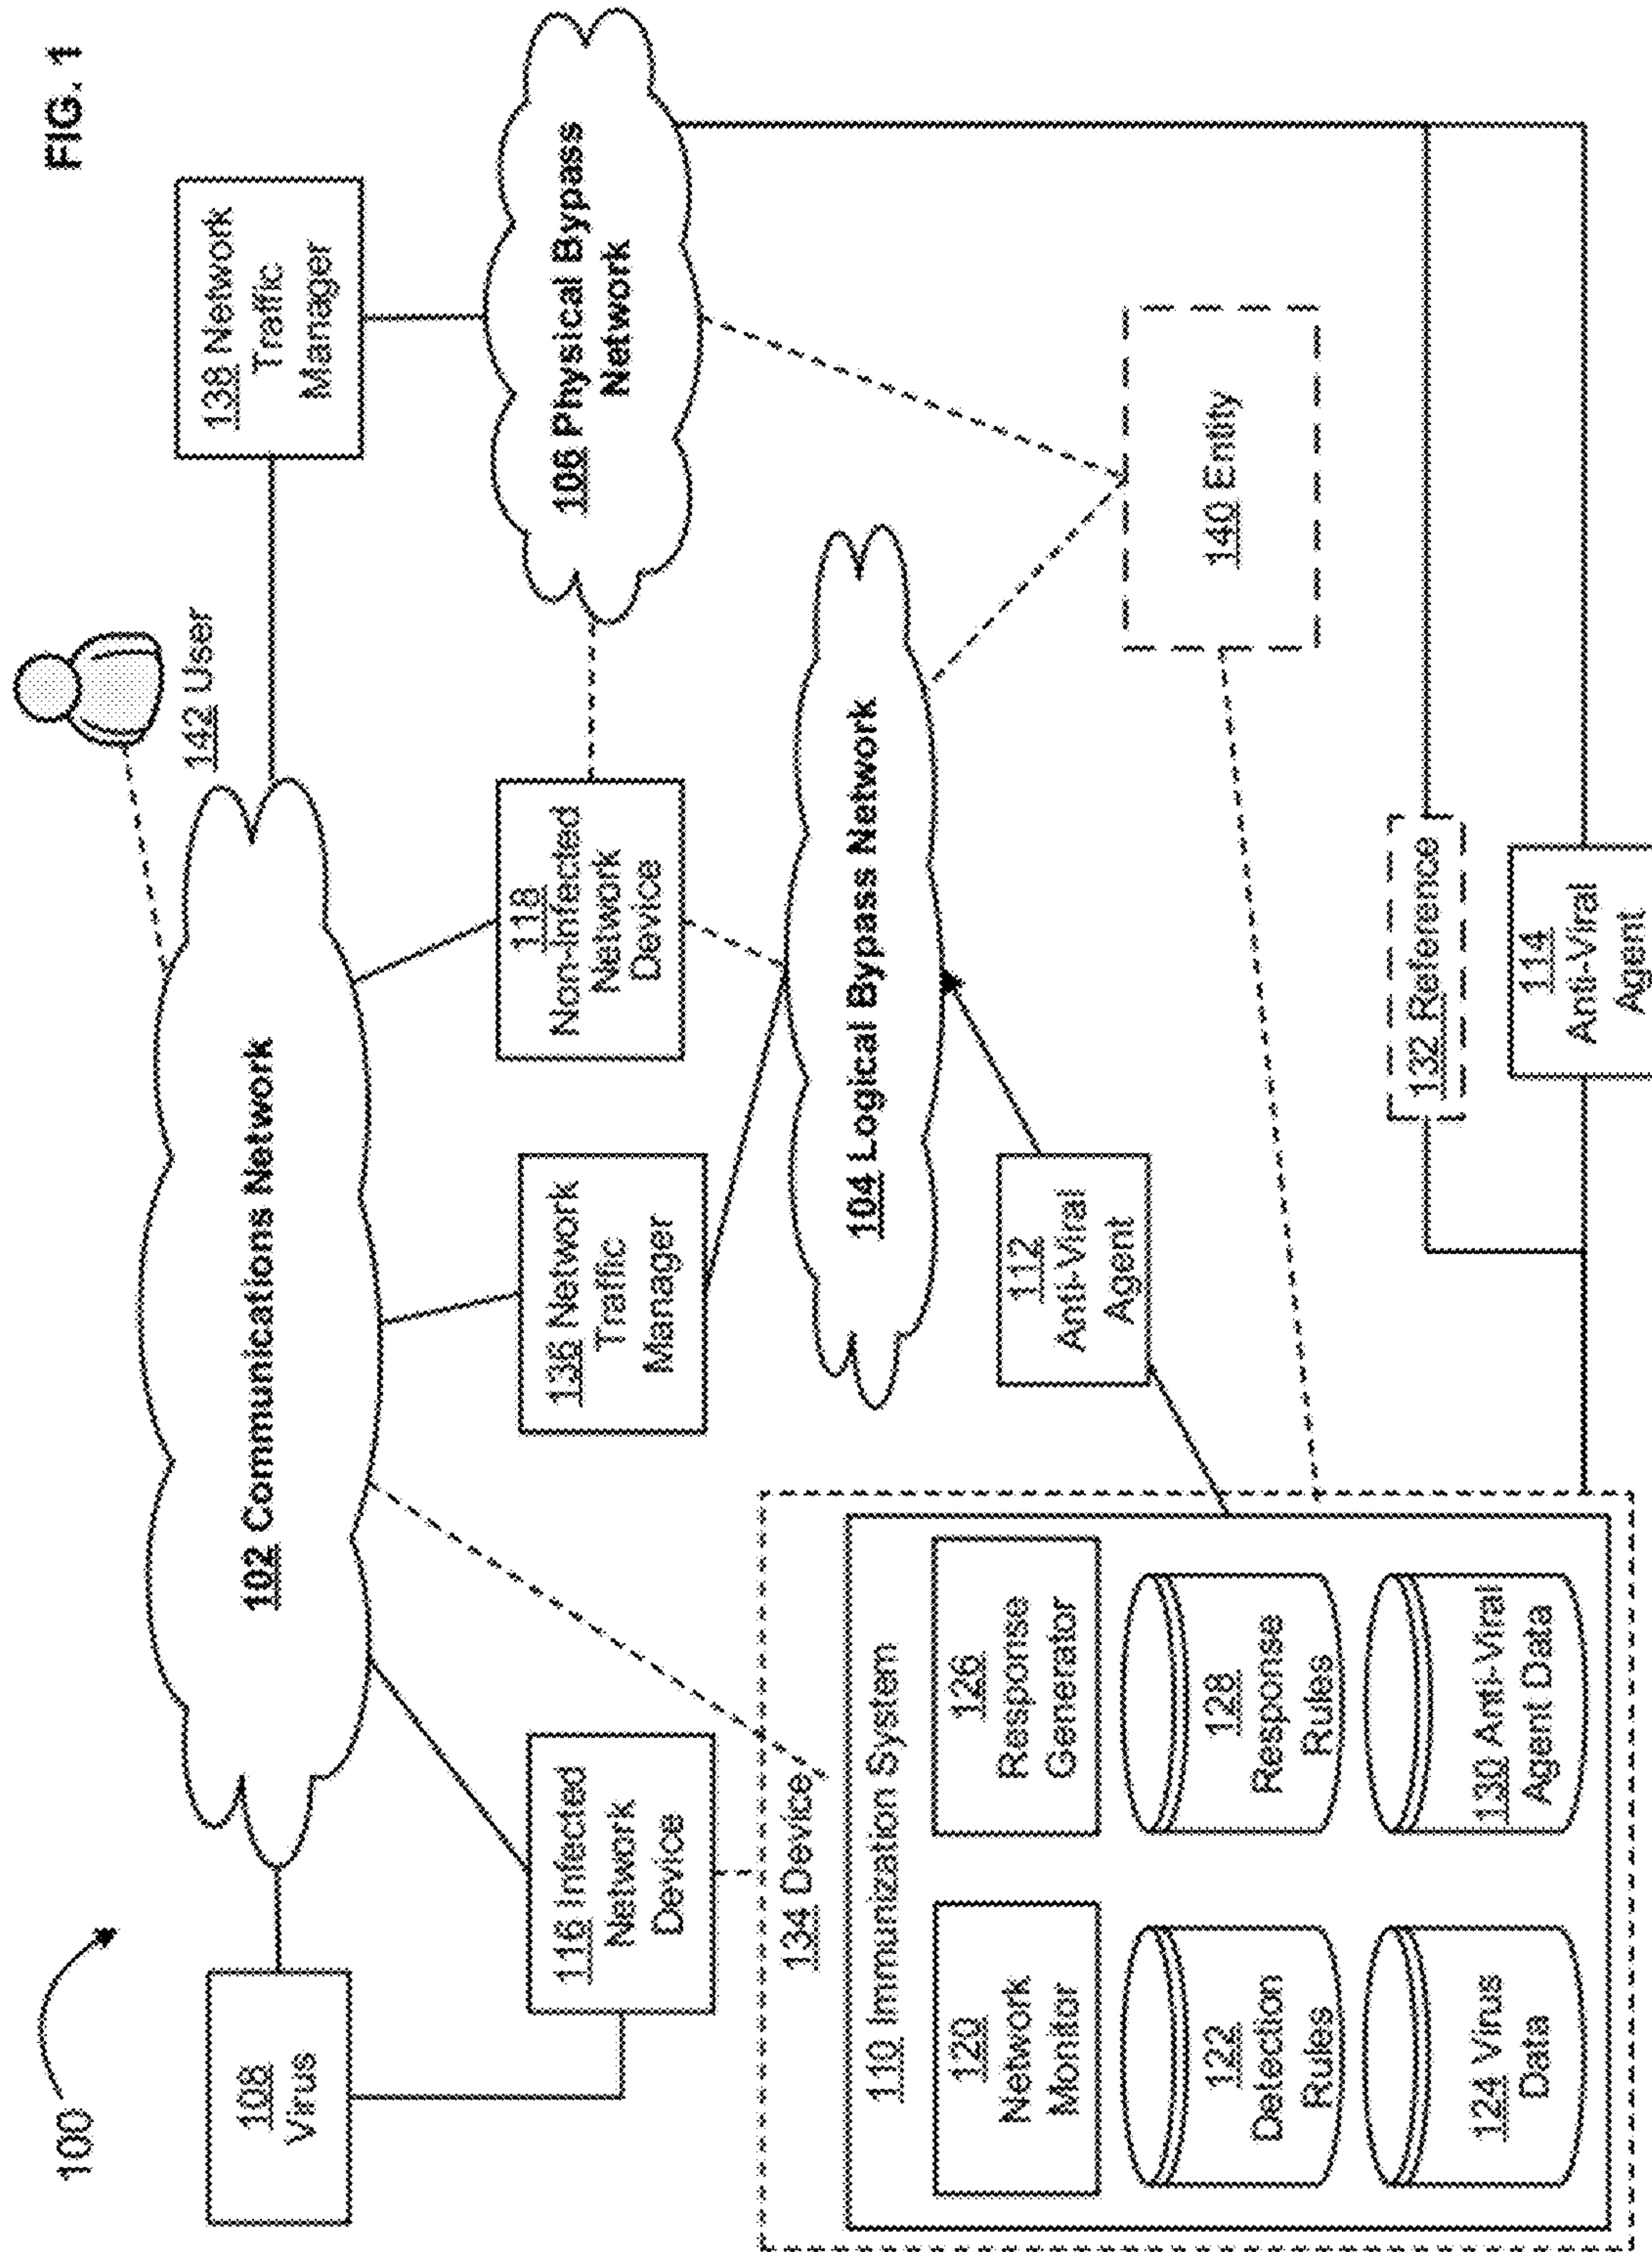 FIG. 1
100
142 User
108
Virus
102 Communications Network
138 Network
Traffic
Manager
116 Infected
Network
Device
136 Network
Traffic
Manager
118
Non-Infected
Network
Device
106 Physical Bypass
Network
104 Logical Bypass Network
134 Device
110 Immunization System
120
Network
Monitor
126
Response
Generator
122
Detection
Rules
128
Response
Rules
124 Virus
Data
130 Anti-Viral
Agent Data
112
Anti-Viral
Agent
140 Entity
132 Reference
114
Anti-Viral
Agent